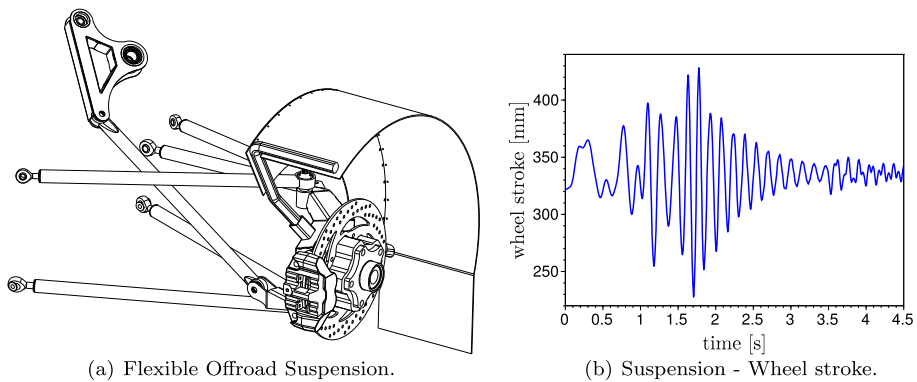 400
350
300
250
wheel stroke [mm]
0 0.5 1 1.5 2 2.5 3 3.5 4 4.5
time [s]
(a) Flexible Offroad Suspension.
(b) Suspension - Wheel stroke.